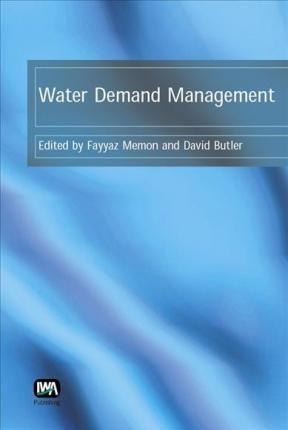 Water Demand Management
Edited by Fayyaz Memon and David Butler
IWA
Publishing